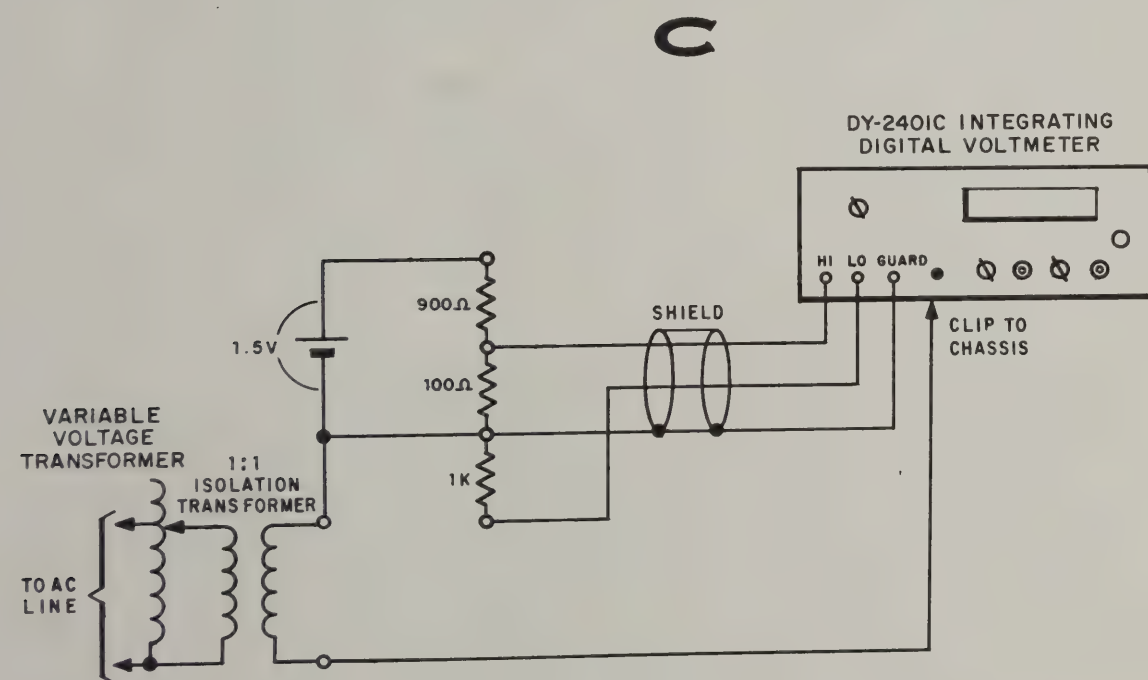 C
DY-2401C INTEGRATING
DIGITAL VOLTMETER
HI LO GUARD
900Ω
SHIELD
CLIP TO
CHASSIS
1.5V
100Ω
VARIABLE
VOLTAGE
TRANSFORMER
1:1
ISOLATION
TRANSFORMER
1K
TO AC
LINE